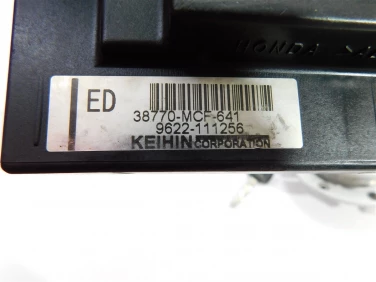 HONDA
ED
38770-MCF-641
9622-111256
KEIHIN CORPORATION